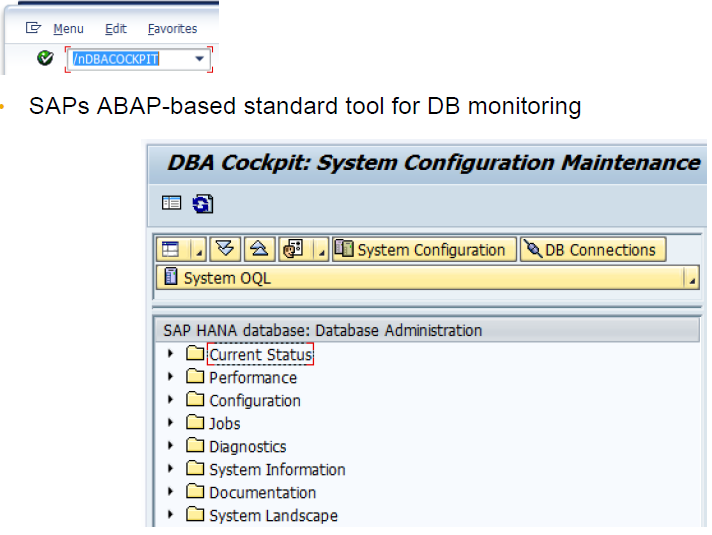 Menu Edit Favorites
/nDBACOCKPIT
• SAPs ABAP-based standard tool for DB monitoring
DBA Cockpit: System Configuration Maintenance
System Configuration DB Connections
System OQL
SAP HANA database: Database Administration
Current Status
Performance
Configuration
Jobs
Diagnostics
System Information
Documentation
System Landscape